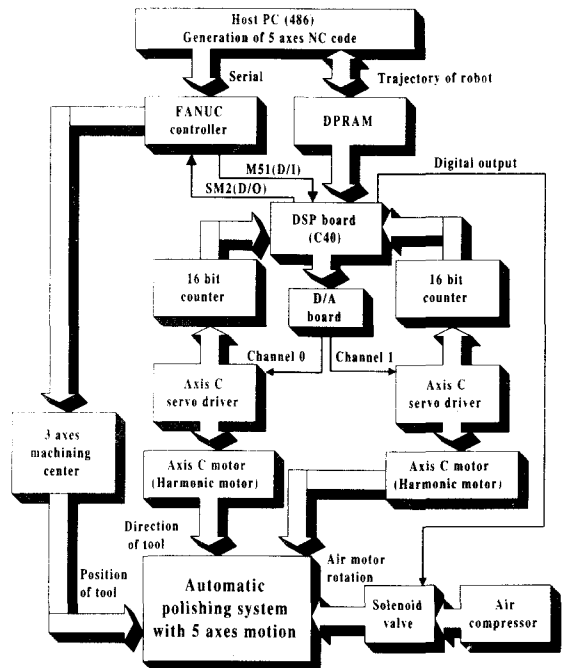 Host PC (486)
Generation of 5 axes NC code
Serial
Trajectory of robot
FANUC
controller
DPRAM
M51(D/I)
SM2(D/O)
Digital output
DSP board
(C40)
16 bit
counter
D/A
board
16 bit
counter
Channel 0
Channel 1
Axis C
servo driver
Axis C
servo driver
3 axes
machining
center
Axis C motor
(Harmonic motor)
Axis C motor
(Harmonic motor)
Direction
of tool
Air motor
rotation
Position
of tool
Automatic
polishing system
with 5 axes motion
Solenoid
valve
Air
compressor